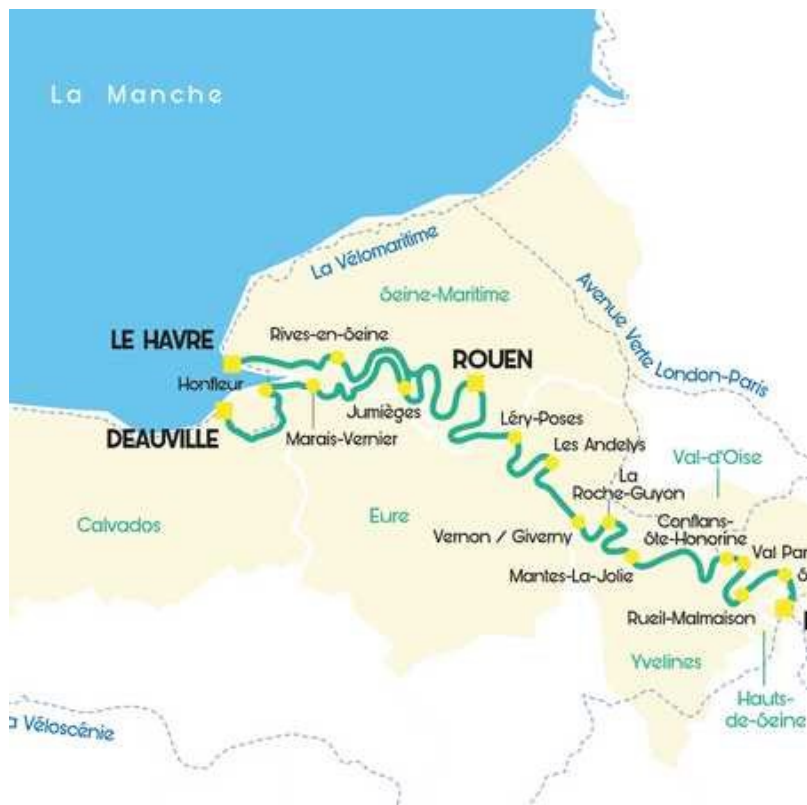 La Manche
La Vélomaritime
Seine-Maritime
Avenue Verte London-Paris
LE HAVRE
Rives-en-Seine
ROUEN
Honfleur
DEAUVILLE
Jumièges
Marais-Vernier
Léry-Poses
Les Andelys
Val-d'Oise
La
Roche-Guyon
Calvados
Eure
Vernon / Giverny
Conflans-
Ste-Honorine
Val Par
Mantes-La-Jolie
Rueil-Malmaison
Yvelines
Hauts-
de-Seine
a Véloscénie